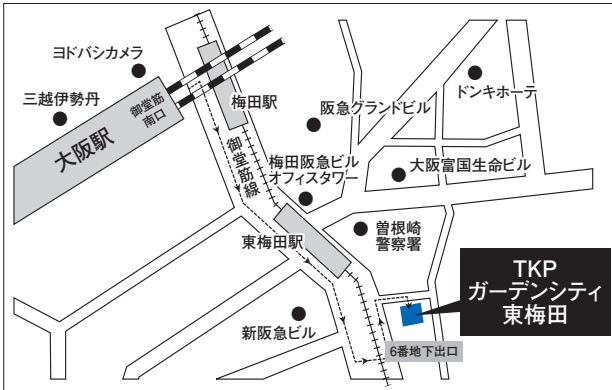 ヨドバシカメラ
三越伊勢丹
御堂筋
南口
大阪駅
梅田駅
御堂筋線
阪急グランドビル
ドンキホーテ
梅田阪急ビル
オフィスタワー
大阪富国生命ビル
東梅田駅
曽根崎
警察署
TKP
ガーデンシティ
東梅田
新阪急ビル
6番地下出口